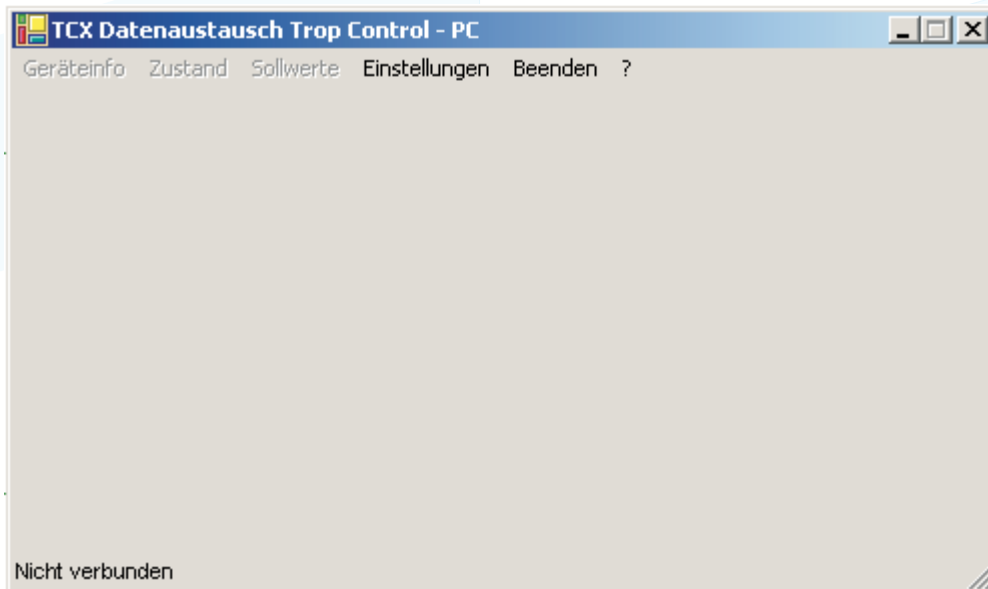 TCX Datenaustausch Trop Control - PC
Geräteinfo Zustand Sollwerte Einstellungen Beenden ?
Nicht verbunden